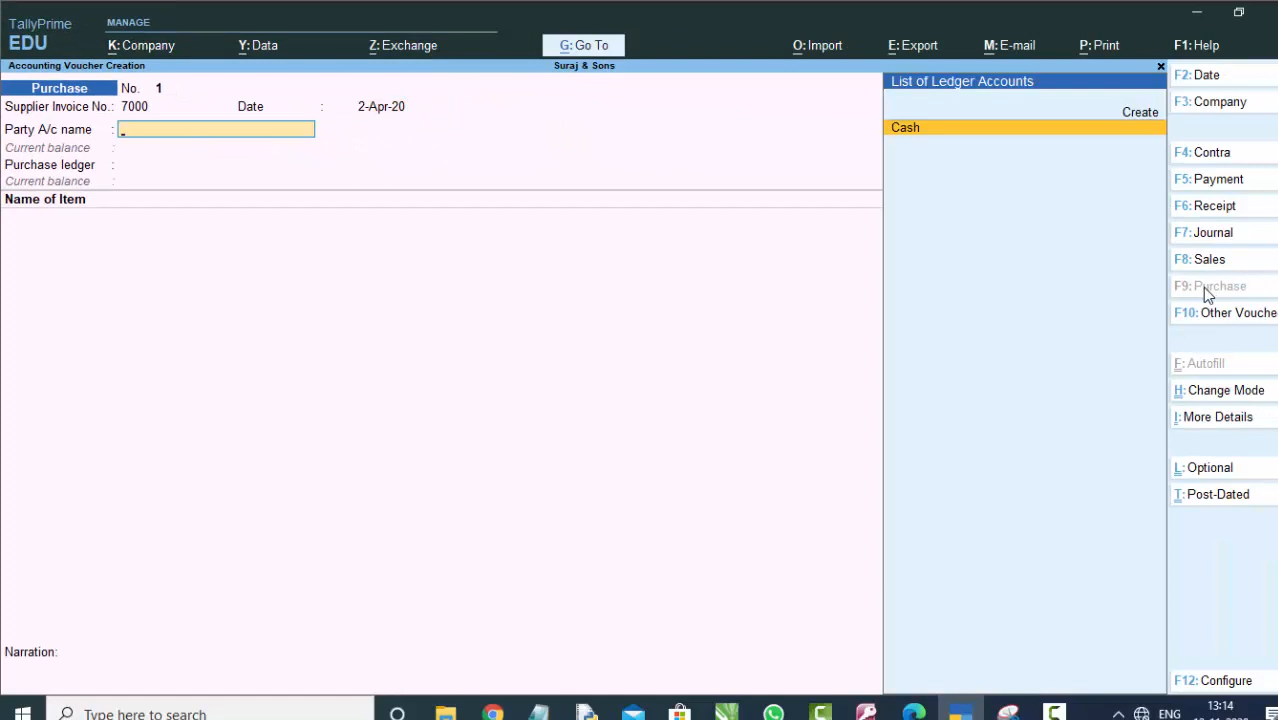 TallyPrime
EDU
MANAGE
K: Company
Y: Data
Z: Exchange
G: Go To
O: Import
E: Export
M: E-mail
P: Print
F1: Help
Accounting Voucher Creation
Suraj & Sons
Purchase No. 1
Supplier Invoice No.: 7000 Date : 2-Apr-20
Party A/c name :
Current balance :
Purchase ledger :
Current balance :
Name of Item
Narration:
List of Ledger Accounts
Create
Cash
F2: Date
F3: Company
F4: Contra
F5: Payment
F6: Receipt
F7: Journal
F8: Sales
F9: Purchase
F10: Other Vouche
F: Autofill
H: Change Mode
I: More Details
L: Optional
T: Post-Dated
F12: Configure
Type here to search
ENG
13:14